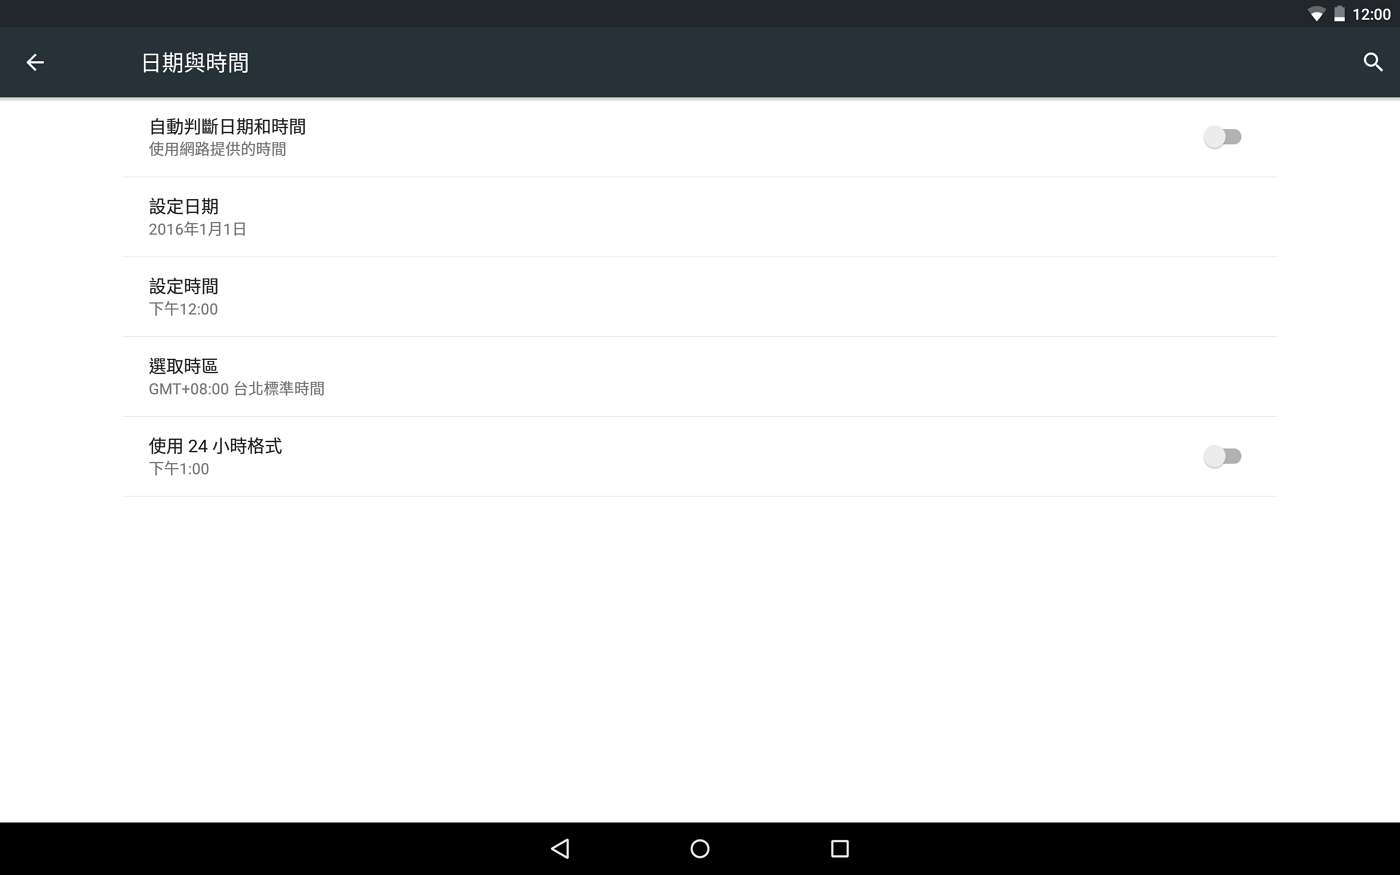 12:00
日期與時間
自動判斷日期和時間
使用網路提供的時間
設定日期
2016年1月1日
設定時間
下午12:00
選取時區
GMT+08:00 台北標準時間
使用 24 小時格式
下午1:00